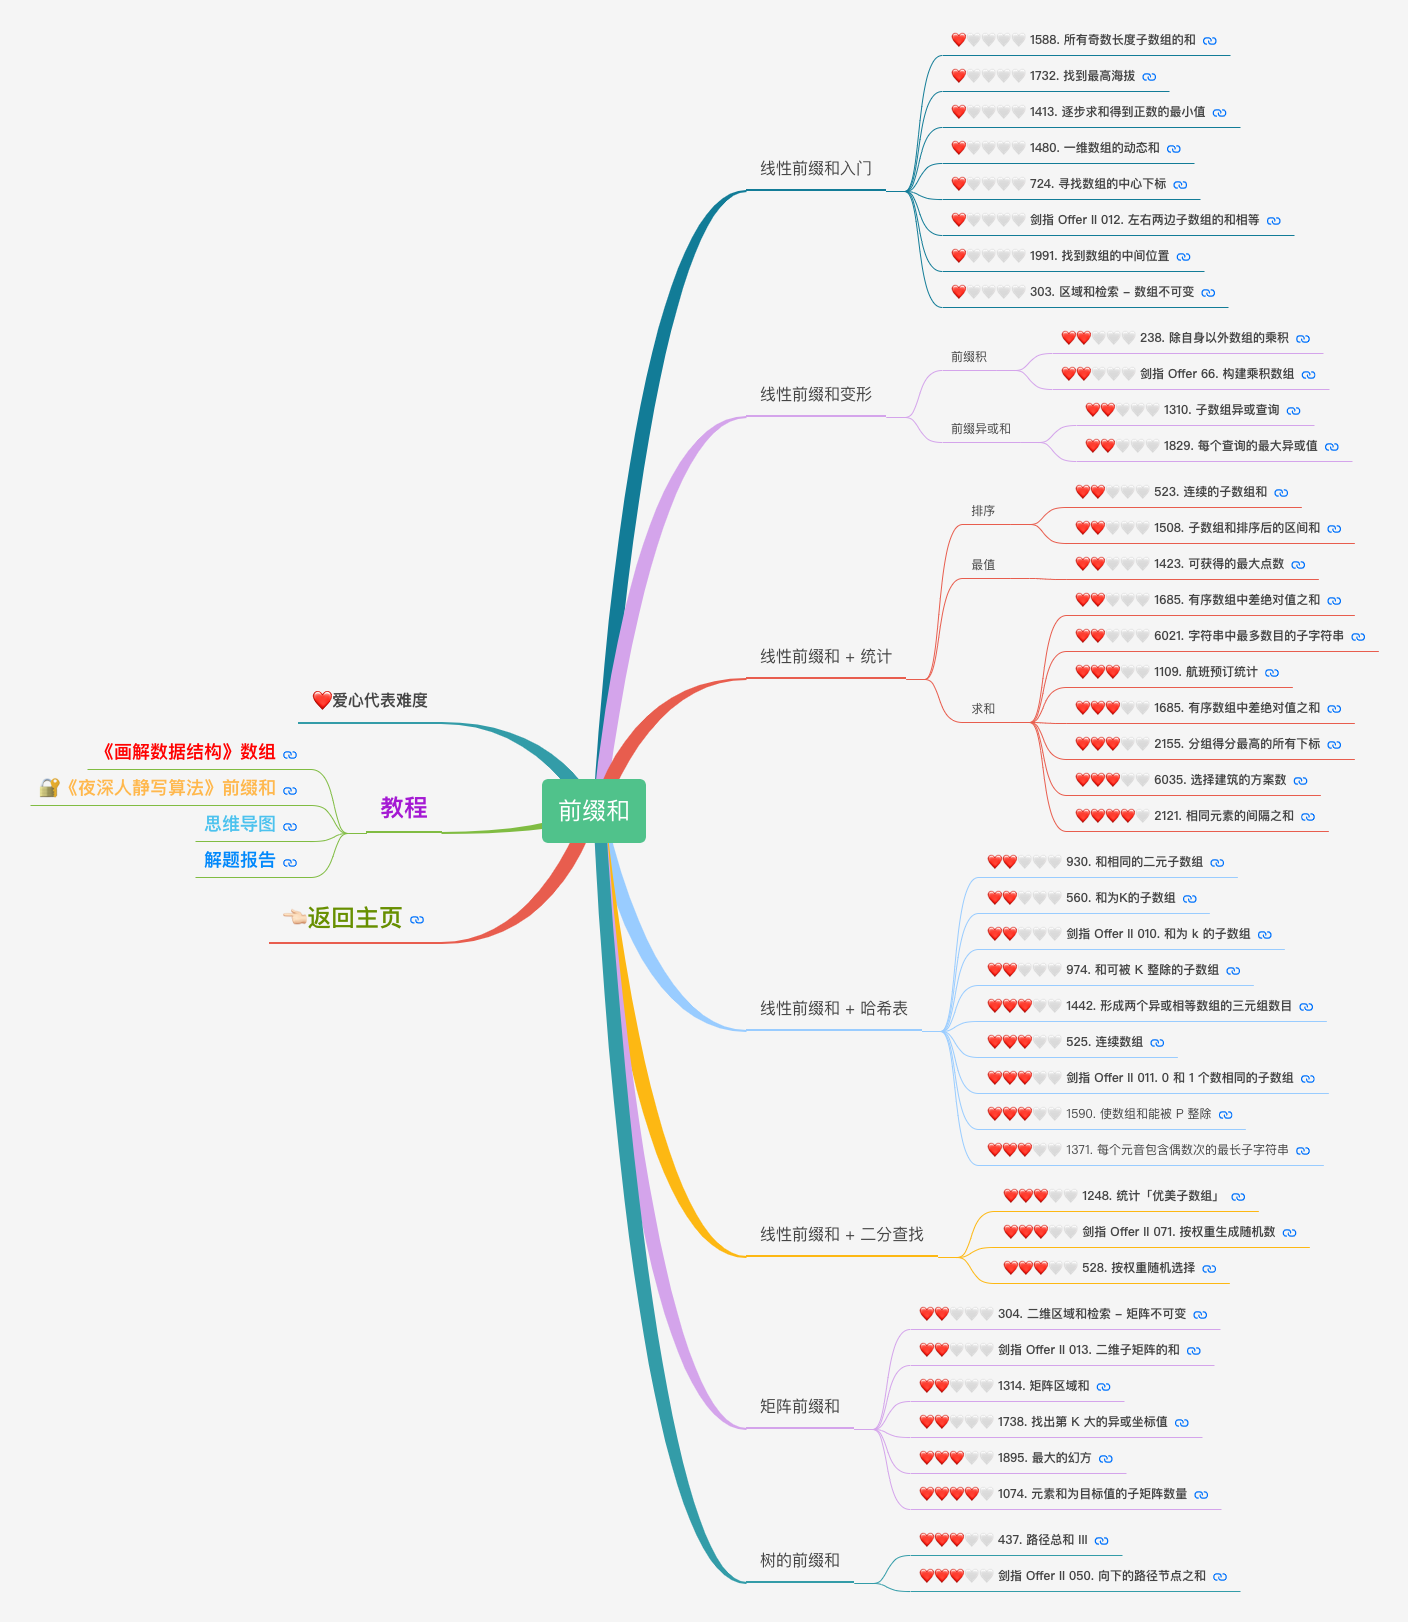 前缀和
❤️爱心代表难度
教程
《画解数据结构》数组
🔐《夜深人静写算法》前缀和
思维导图
解题报告
👈🏻返回主页
线性前缀和入门
❤️🤍🤍🤍🤍 1588. 所有奇数长度子数组的和
❤️🤍🤍🤍🤍 1732. 找到最高海拔
❤️🤍🤍🤍🤍 1413. 逐步求和得到正数的最小值
❤️🤍🤍🤍🤍 1480. 一维数组的动态和
❤️🤍🤍🤍🤍 724. 寻找数组的中心下标
❤️🤍🤍🤍🤍 剑指 Offer II 012. 左右两边子数组的和相等
❤️🤍🤍🤍🤍 1991. 找到数组的中间位置
❤️🤍🤍🤍🤍 303. 区域和检索 – 数组不可变
线性前缀和变形
前缀积
❤️❤️🤍🤍🤍 238. 除自身以外数组的乘积
❤️❤️🤍🤍🤍 剑指 Offer 66. 构建乘积数组
前缀异或和
❤️❤️🤍🤍🤍 1310. 子数组异或查询
❤️❤️🤍🤍🤍 1829. 每个查询的最大异或值
线性前缀和 + 统计
排序
❤️❤️🤍🤍🤍 523. 连续的子数组和
❤️❤️🤍🤍🤍 1508. 子数组和排序后的区间和
最值
❤️❤️🤍🤍🤍 1423. 可获得的最大点数
求和
❤️❤️🤍🤍🤍 1685. 有序数组中差绝对值之和
❤️❤️🤍🤍🤍 6021. 字符串中最多数目的子字符串
❤️❤️❤️🤍🤍 1109. 航班预订统计
❤️❤️❤️🤍🤍 1685. 有序数组中差绝对值之和
❤️❤️❤️🤍🤍 2155. 分组得分最高的所有下标
❤️❤️❤️🤍🤍 6035. 选择建筑的方案数
❤️❤️❤️❤️🤍 2121. 相同元素的间隔之和
线性前缀和 + 哈希表
❤️❤️🤍🤍🤍 930. 和相同的二元子数组
❤️❤️🤍🤍🤍 560. 和为K的子数组
❤️❤️🤍🤍🤍 剑指 Offer II 010. 和为 k 的子数组
❤️❤️🤍🤍🤍 974. 和可被 K 整除的子数组
❤️❤️❤️🤍🤍 1442. 形成两个异或相等数组的三元组数目
❤️❤️❤️🤍🤍 525. 连续数组
❤️❤️❤️🤍🤍 剑指 Offer II 011. 0 和 1 个数相同的子数组
❤️❤️❤️🤍🤍 1590. 使数组和能被 P 整除
❤️❤️❤️🤍🤍 1371. 每个元音包含偶数次的最长子字符串
线性前缀和 + 二分查找
❤️❤️❤️🤍🤍 1248. 统计「优美子数组」
❤️❤️❤️🤍🤍 剑指 Offer II 071. 按权重生成随机数
❤️❤️❤️🤍🤍 528. 按权重随机选择
矩阵前缀和
❤️❤️🤍🤍🤍 304. 二维区域和检索 – 矩阵不可变
❤️❤️🤍🤍🤍 剑指 Offer II 013. 二维子矩阵的和
❤️❤️🤍🤍🤍 1314. 矩阵区域和
❤️❤️🤍🤍🤍 1738. 找出第 K 大的异或坐标值
❤️❤️❤️🤍🤍 1895. 最大的幻方
❤️❤️❤️❤️🤍 1074. 元素和为目标值的子矩阵数量
树的前缀和
❤️❤️❤️🤍🤍 437. 路径总和 III
❤️❤️❤️🤍🤍 剑指 Offer II 050. 向下的路径节点之和